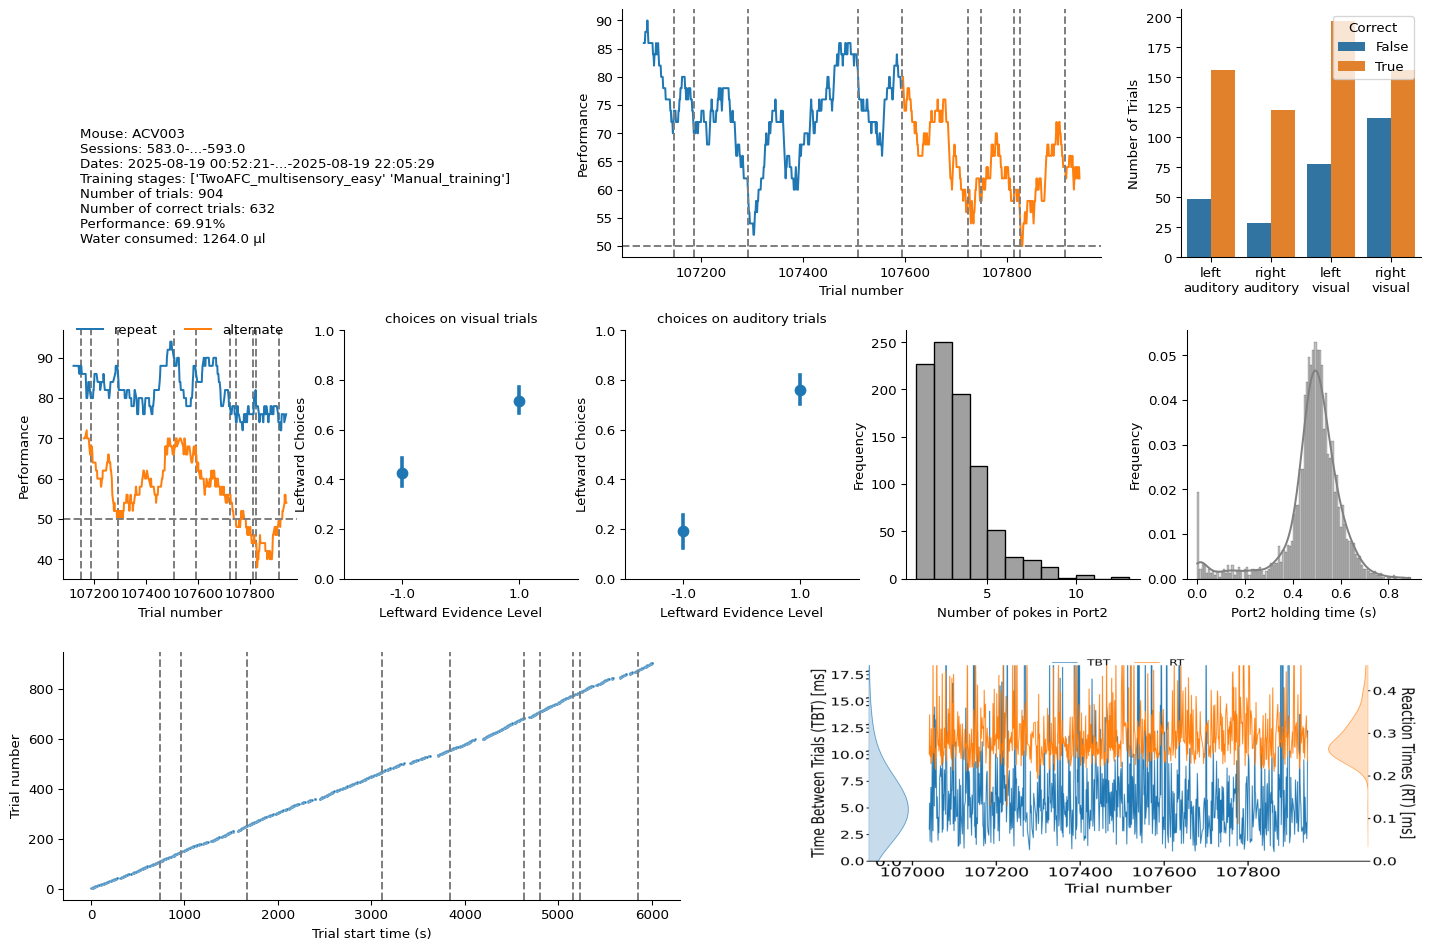 Mouse: ACV003
Sessions: 583.0-...-593.0
Dates: 2025-08-19 00:52:21-...-2025-08-19 22:05:29
Training stages: ['TwoAFC_multisensory_easy' 'Manual_training']
Number of trials: 904
Number of correct trials: 632
Performance: 69.91%
Water consumed: 1264.0 µl
Performance
90
85
80
75
70
65
60
55
50
107200 107400 107600 107800
Trial number
Number of Trials
200
175
150
125
100
75
50
25
0
Correct
False
True
left auditory
right auditory
left visual
right visual
repeat alternate
Performance
90
80
70
60
50
40
107200 107400 107600 107800
Trial number
choices on visual trials
Leftward Choices
1.0
0.8
0.6
0.4
0.2
0.0
-1.0 1.0
Leftward Evidence Level
choices on auditory trials
Leftward Choices
1.0
0.8
0.6
0.4
0.2
0.0
-1.0 1.0
Leftward Evidence Level
Frequency
250
200
150
100
50
0
5 10
Number of pokes in Port2
Frequency
0.05
0.04
0.03
0.02
0.01
0.00
0.0 0.2 0.4 0.6 0.8
Port2 holding time (s)
Trial number
800
600
400
200
0
0 1000 2000 3000 4000 5000 6000
Trial start time (s)
TBT RT
Time Between Trials (TBT) [ms]
17.5
15.0
12.5
10.0
7.5
5.0
2.5
0.0
0.0
107000 107200 107400 107600 107800
Trial number
0.4
0.3
0.2
0.1
0.0
Reaction Times (RT) [ms]